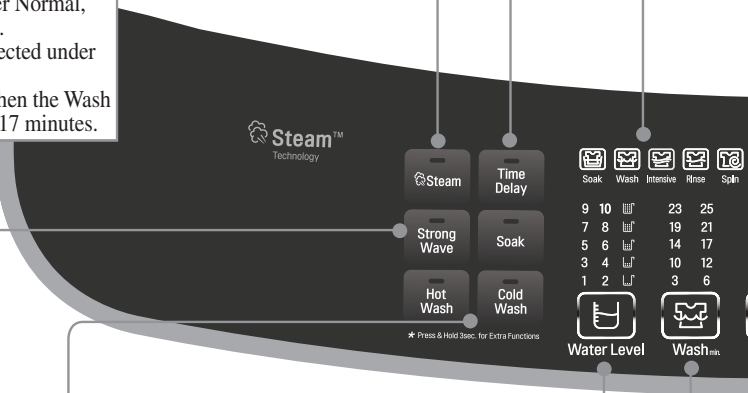 er Normal,
.
ected under
hen the Wash
17 minutes.
Steam™
Technology
Steam
Time
Delay
Strong
Wave
Soak
Hot
Wash
Cold
Wash
* Press & Hold 3sec. for Extra Functions
Soak Wash Intensive Rinse Spin
9 10 23 25
7 8 19 21
5 6 14 17
3 4 10 12
1 2 3 6
Water Level
Wash min.